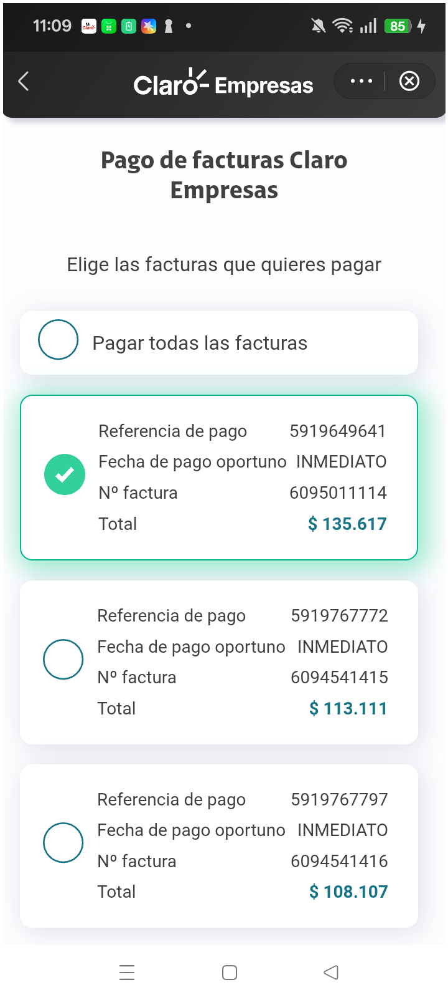 11:09
Mi Claro
85
Claro Empresas
Pago de facturas Claro
Empresas
Elige las facturas que quieres pagar
Pagar todas las facturas
Referencia de pago 5919649641
Fecha de pago oportuno INMEDIATO
Nº factura 6095011114
Total $ 135.617
Referencia de pago 5919767772
Fecha de pago oportuno INMEDIATO
Nº factura 6094541415
Total $ 113.111
Referencia de pago 5919767797
Fecha de pago oportuno INMEDIATO
Nº factura 6094541416
Total $ 108.107